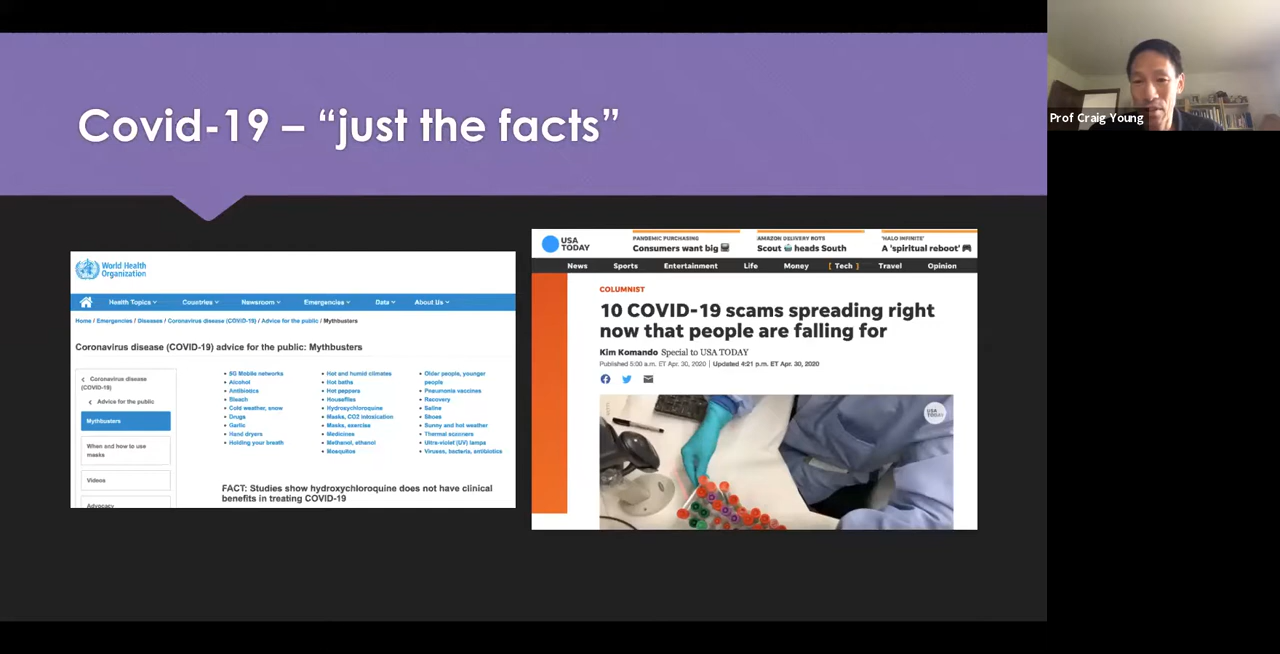 Covid-19 – “just the facts”
Prof Craig Young
World Health
Organization
Health Topics
Countries
Newsroom
Emergencies
Data
About Us
Home / Emergencies / Diseases / Coronavirus disease (COVID-19) / Advice for the public / Mythbusters
Coronavirus disease (COVID-19) advice for the public: Mythbusters
Coronavirus disease
(COVID-19)
Advice for the public
Mythbusters
When and how to use
masks
Videos
Advocacy
5G Mobile networks
Alcohol
Antibiotics
Bleach
Cold weather, snow
Drugs
Garlic
Hand dryers
Holding your breath
Hot and humid climates
Hot baths
Hot peppers
Houseflies
Hydroxychloroquine
Masks, CO2 intoxication
Masks, exercise
Medicines
Methanol, ethanol
Mosquitos
Older people, younger
people
Pneumonia vaccines
Recovery
Saline
Shoes
Sunny and hot weather
Thermal scanners
Ultra-violet (UV) lamps
Viruses, bacteria, antibiotics
FACT: Studies show hydroxychloroquine does not have clinical
benefits in treating COVID-19
USA
TODAY
PANDEMIC PURCHASING
Consumers want big
AMAZON DELIVERY BOTS
Scout heads South
'HALO INFINITE'
A 'spiritual reboot'
News
Sports
Entertainment
Life
Money
[ Tech ]
Travel
Opinion
COLUMNIST
10 COVID-19 scams spreading right
now that people are falling for
Kim Komando Special to USA TODAY
Published 5:00 a.m. ET Apr. 30, 2020 | Updated 4:21 p.m. ET Apr. 30, 2020
USA
TODAY